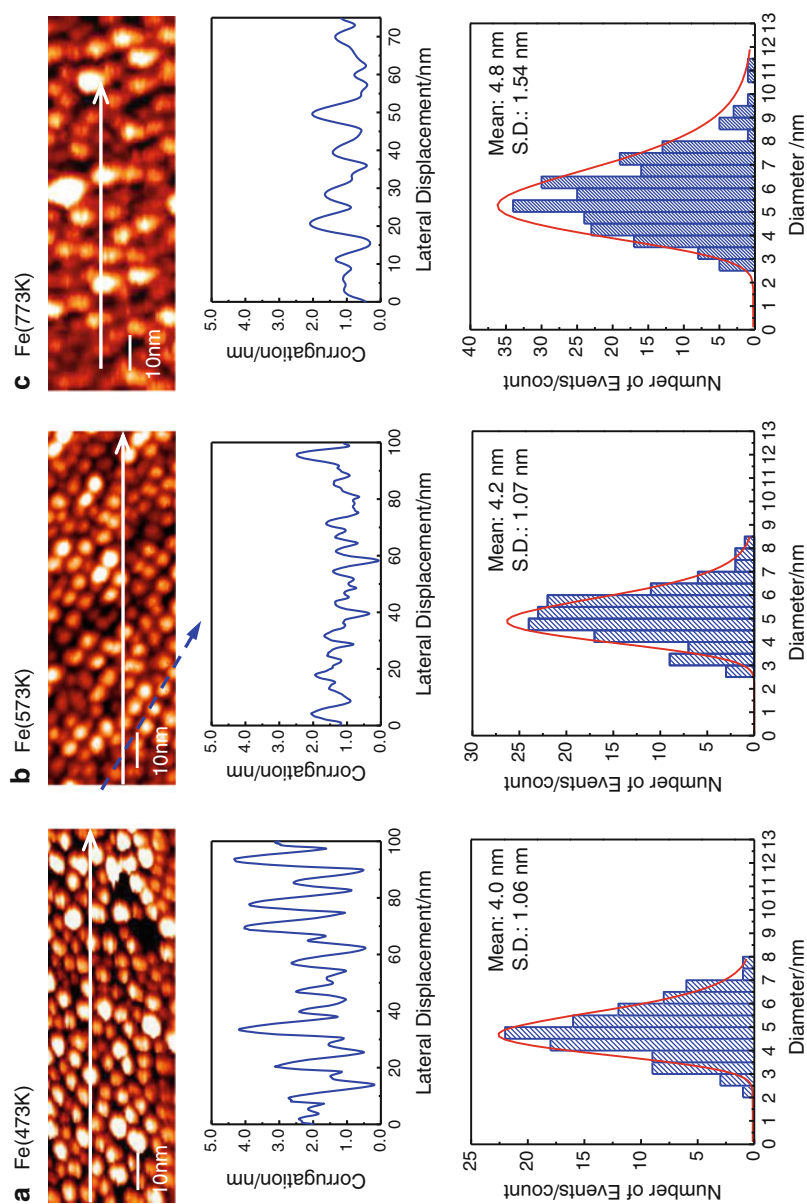 a Fe(473K)
10nm
5.0
4.0
3.0
2.0
1.0
0.0
Corrugation/nm
0 20 40 60 80 100
Lateral Displacement/nm
25
20
15
10
5
0
Number of Events/count
Mean: 4.0 nm
S.D.: 1.06 nm
0 1 2 3 4 5 6 7 8 9 10 11 12 13
Diameter/nm
b Fe(573K)
10nm
5.0
4.0
3.0
2.0
1.0
0.0
Corrugation/nm
0 20 40 60 80 100
Lateral Displacement/nm
30
25
20
15
10
5
0
Number of Events/count
Mean: 4.2 nm
S.D.: 1.07 nm
0 1 2 3 4 5 6 7 8 9 10 11 12 13
Diameter/nm
c Fe(773K)
10nm
5.0
4.0
3.0
2.0
1.0
0.0
Corrugation/nm
0 10 20 30 40 50 60 70
Lateral Displacement/nm
40
35
30
25
20
15
10
5
0
Number of Events/count
Mean: 4.8 nm
S.D.: 1.54 nm
0 1 2 3 4 5 6 7 8 9 10 11 12 13
Diameter /nm